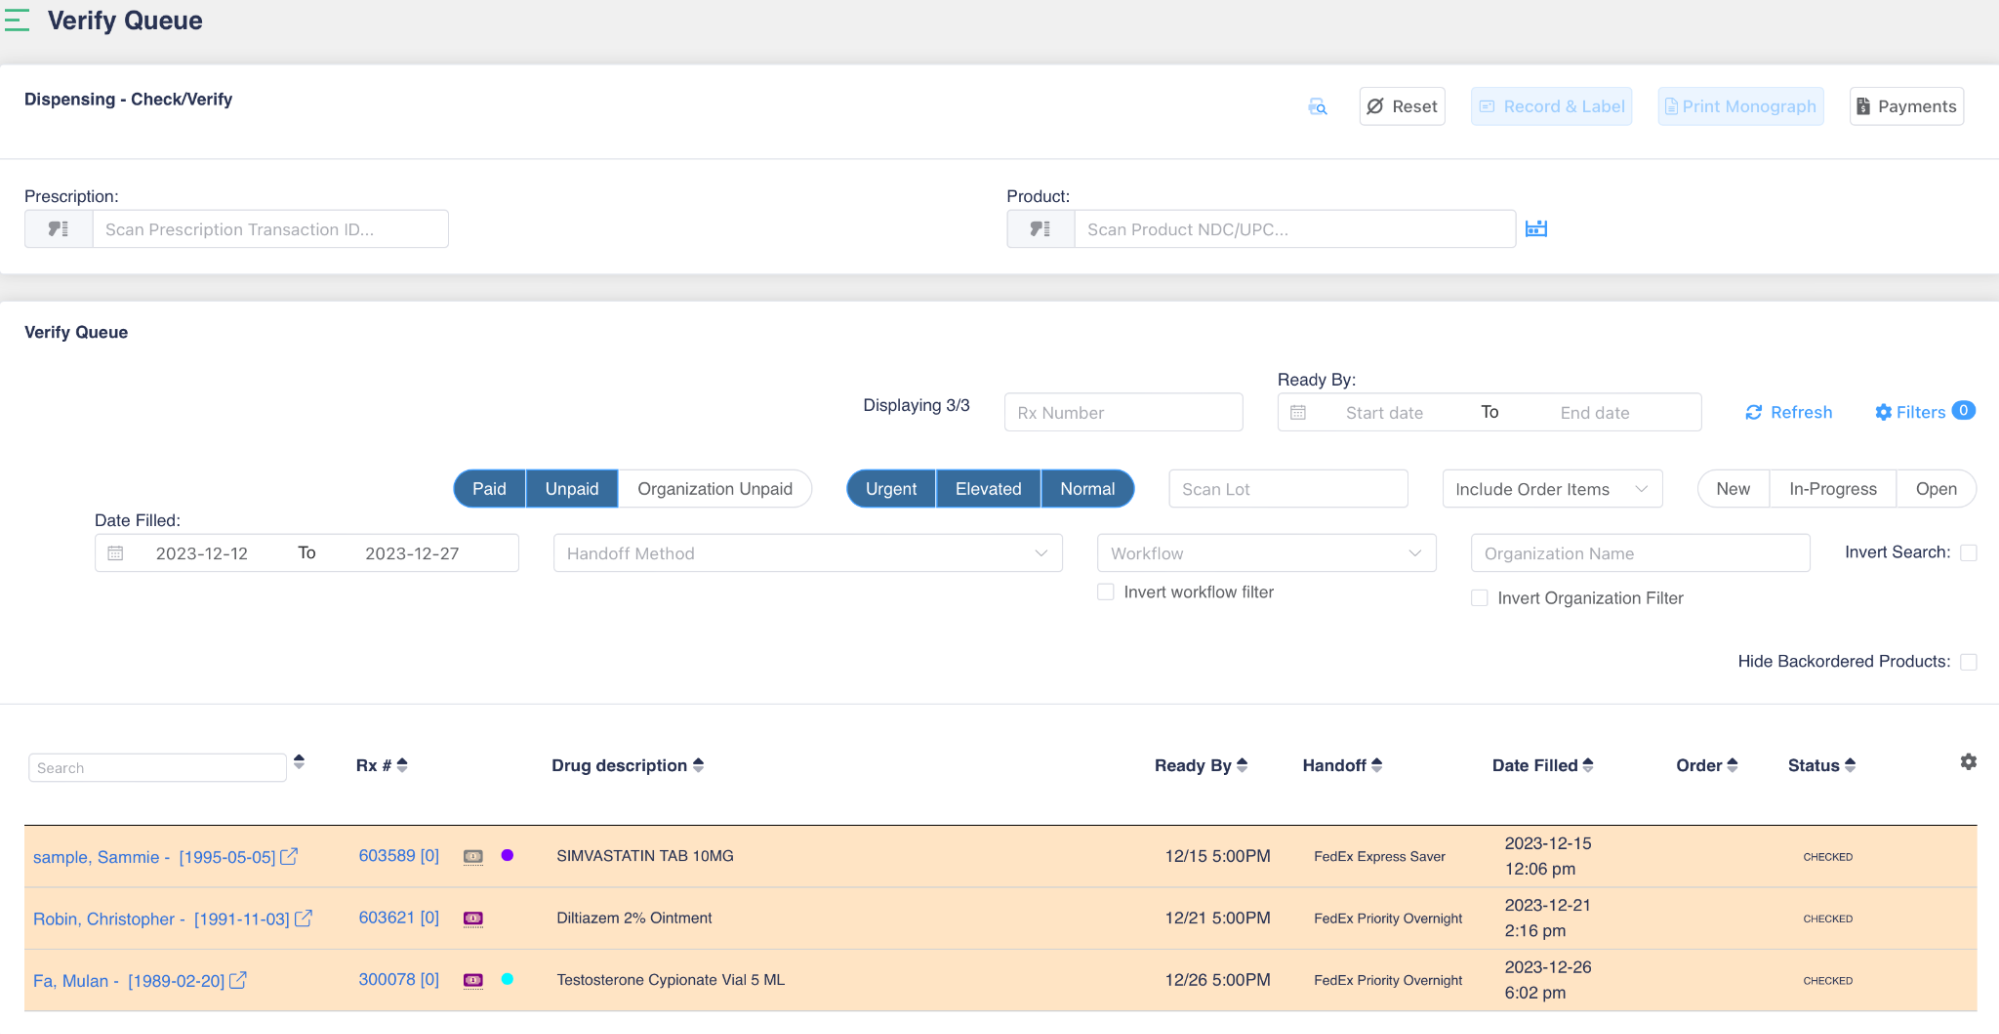 Verify Queue
Dispensing - Check/Verify
Reset
Record & Label
Print Monograph
Payments
Prescription:
Scan Prescription Transaction ID...
Product:
Scan Product NDC/UPC...
Verify Queue
Displaying 3/3
Rx Number
Ready By:
Start date To End date
Refresh
Filters 0
Paid Unpaid Organization Unpaid
Urgent Elevated Normal
Scan Lot
Include Order Items
New In-Progress Open
Date Filled:
2023-12-12 To 2023-12-27
Handoff Method
Workflow
Invert workflow filter
Organization Name
Invert Organization Filter
Invert Search:
Hide Backordered Products:
Search Rx # Drug description Ready By Handoff Date Filled Order Status
sample, Sammie - [1995-05-05] 603589 [0] SIMVASTATIN TAB 10MG 12/15 5:00PM FedEx Express Saver 2023-12-15 12:06 pm CHECKED
Robin, Christopher - [1991-11-03] 603621 [0] Diltiazem 2% Ointment 12/21 5:00PM FedEx Priority Overnight 2023-12-21 2:16 pm CHECKED
Fa, Mulan - [1989-02-20] 300078 [0] Testosterone Cypionate Vial 5 ML 12/26 5:00PM FedEx Priority Overnight 2023-12-26 6:02 pm CHECKED